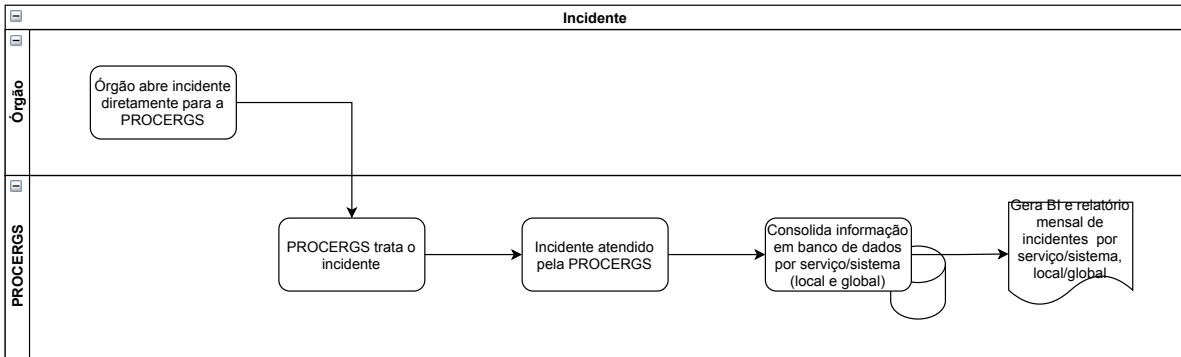 Incidente
Órgão
Órgão abre incidente
diretamente para a
PROCERGS
PROCERGS
PROCERGS trata o
incidente
Incidente atendido
pela PROCERGS
Consolida informação
em banco de dados
por serviço/sistema
(local e global)
Gera BI e relatório
mensal de
incidentes por
serviço/sistema,
local/global